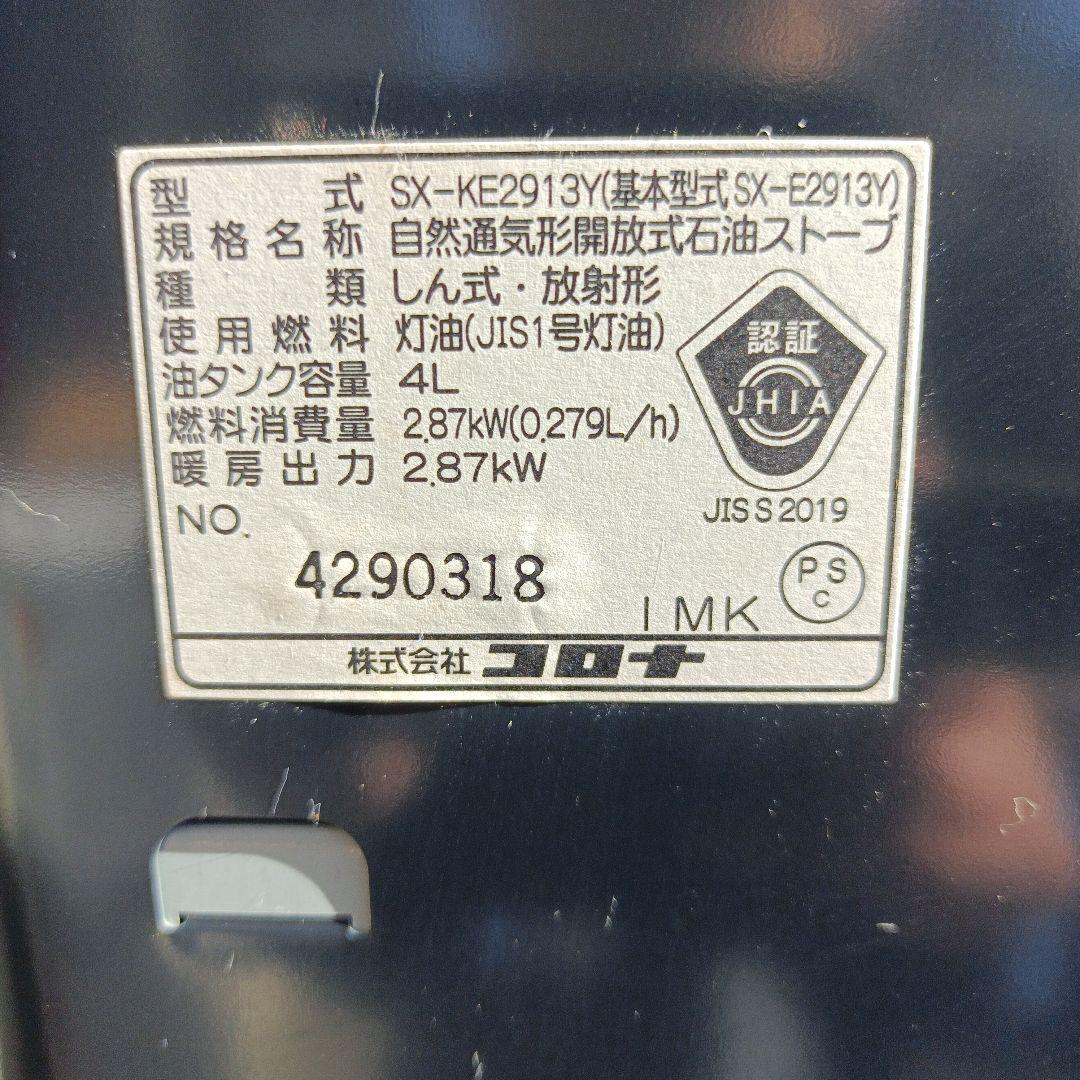 型式 SX-KE2913Y(基本型式SX-E2913Y)
規格名称 自然通気形開放式石油ストーブ
種類 しん式・放射形
使用燃料 灯油(JIS1号灯油)
油タンク容量 4L
燃料消費量 2.87kW(0.279L/h)
暖房出力 2.87kW
認証
JHIA
JIS S 2019
NO. 4290318
IMK
PS
C
株式会社 コロナ